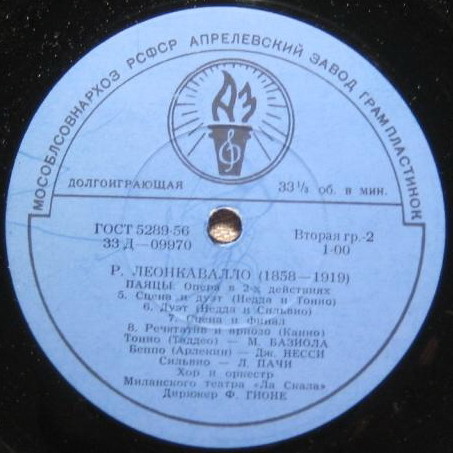 МОСОБЛСОВНАРХОЗ РСФСР АПРЕЛЕВСКИЙ ЗАВОД ГРАМПЛАСТИНОК
АЗ
ДОЛГОИГРАЮЩАЯ 33⅓ об. в мин.
ГОСТ 5289-56 Вторая гр.-2
33 Д—09970 1-00
Р. ЛЕОНКАВАЛЛО (1858—1919)
ПАЯЦЫ Опера в 2-х действиях
5. Сцена и дуэт (Недда и Тонио)
6. Дуэт (Недда и Сильвио)
7. Сцена и финал
8. Речитатив и ариозо (Канио)
Тонио (Таддео) — М. БАЗИОЛА
Беппо (Арлекин) — Дж. НЕССИ
Сильвио — Л. ПАЧИ
Хор и оркестр
Миланского театра «Ла Скала»
Дирижер Ф. ГИОНЕ